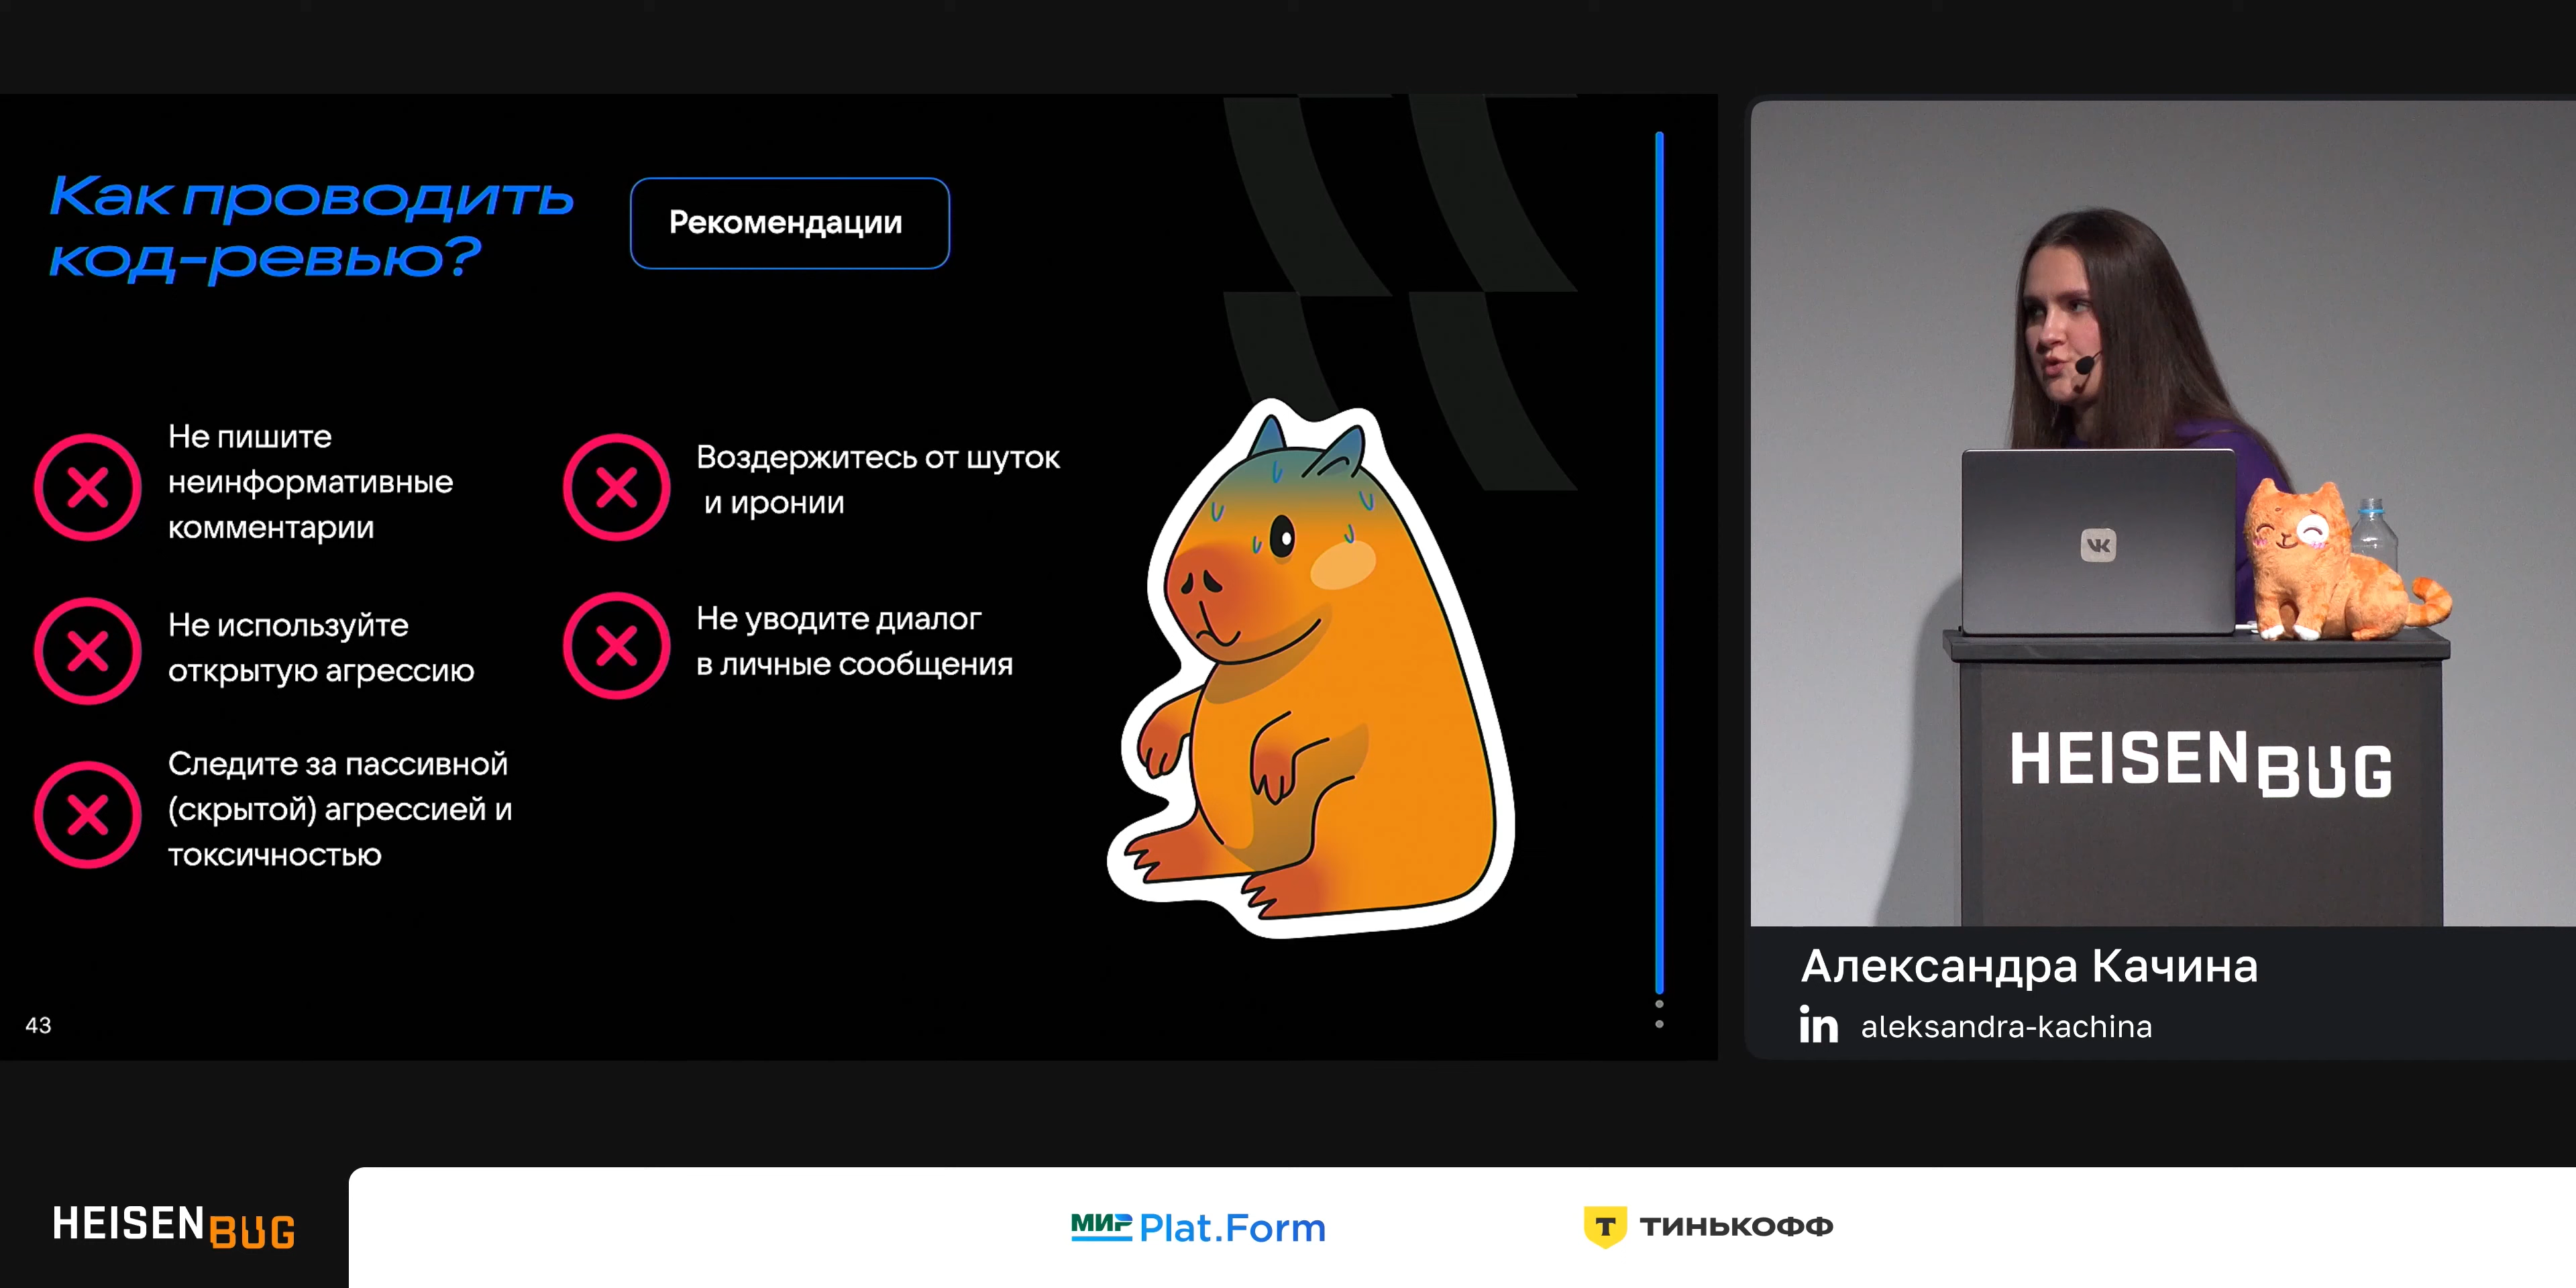 Как проводить
код-ревью?
Рекомендации
Не пишите
неинформативные
комментарии
Не используйте
открытую агрессию
Следите за пассивной
(скрытой) агрессией и
токсичностью
Воздержитесь от шуток
и иронии
Не уводите диалог
в личные сообщения
43
VK
HEISENBUG
Александра Качина
in aleksandra-kachina
HEISENBUG
МИР Plat.Form
Т ТИНЬКОФФ